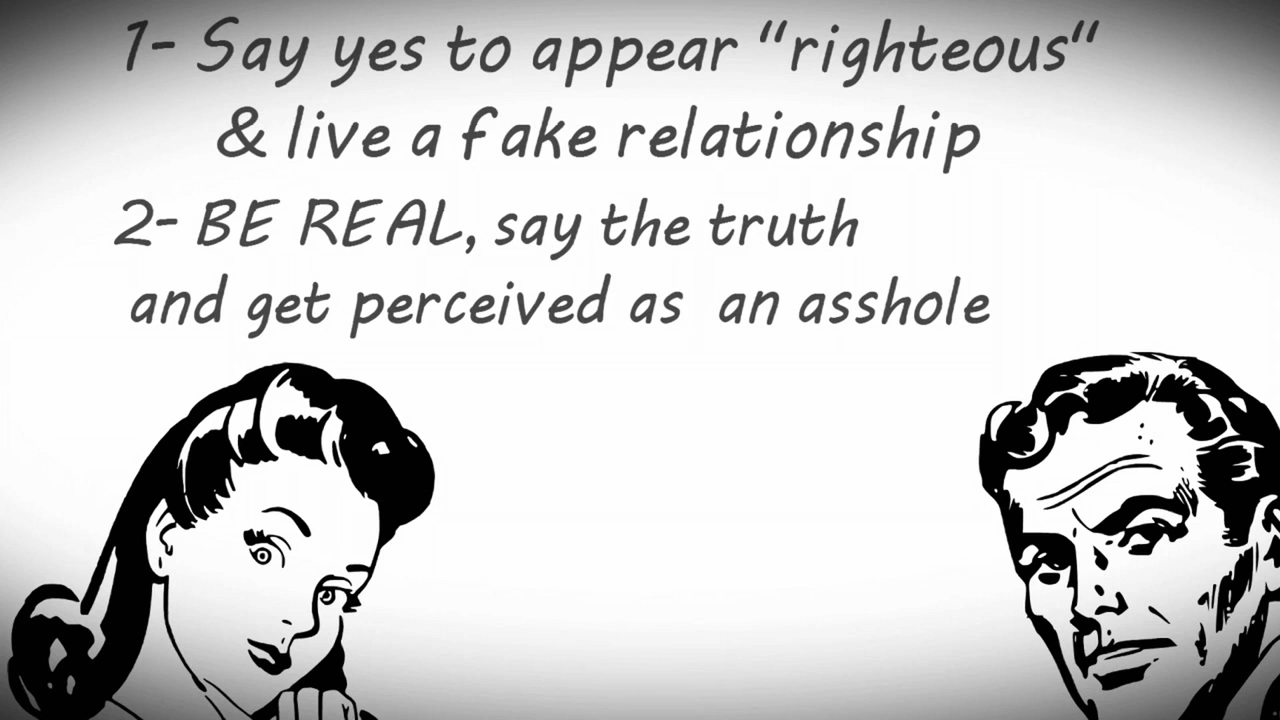 1- Say yes to appear “righteous“
& live a fake relationship
2- BE REAL, say the truth
and get perceived as an asshole